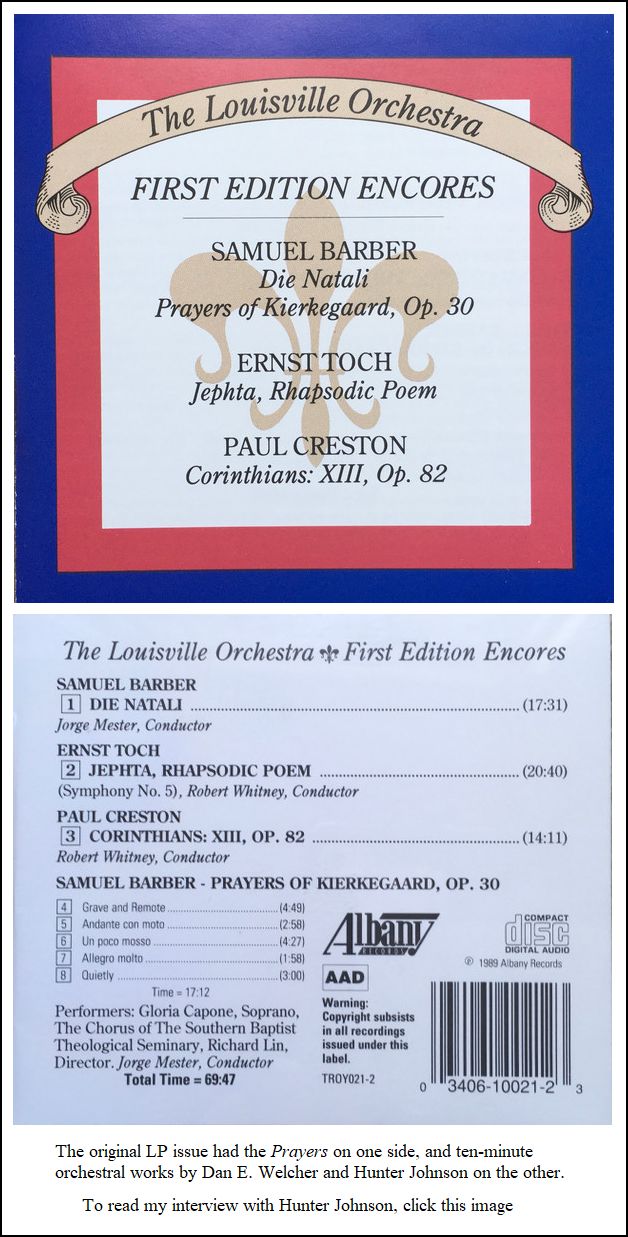 The Louisville Orchestra
FIRST EDITION ENCORES
SAMUEL BARBER
Die Natali
Prayers of Kierkegaard, Op. 30
ERNST TOCH
Jephta, Rhapsodic Poem
PAUL CRESTON
Corinthians: XIII, Op. 82
The Louisville Orchestra ⚜ First Edition Encores
SAMUEL BARBER
1 DIE NATALI (17:31)
Jorge Mester, Conductor
ERNST TOCH
2 JEPHTA, RHAPSODIC POEM (20:40)
(Symphony No. 5), Robert Whitney, Conductor
PAUL CRESTON
3 CORINTHIANS: XIII, OP. 82 (14:11)
Robert Whitney, Conductor
SAMUEL BARBER - PRAYERS OF KIERKEGAARD, OP. 30
4 Grave and Remote (4:49)
5 Andante con moto (2:58)
6 Un poco mosso (4:27)
7 Allegro molto (1:58)
8 Quietly (3:00)
Time = 17:12
Performers: Gloria Capone, Soprano,
The Chorus of The Southern Baptist
Theological Seminary, Richard Lin,
Director. Jorge Mester, Conductor
Total Time = 69:47
Albany
RECORDS
AAD
Warning:
Copyright subsists
in all recordings
issued under this
label.
TROY021-2
COMPACT
disc
DIGITAL AUDIO
℗ 1989 Albany Records
0 3406-10021-2 3
The original LP issue had the Prayers on one side, and ten-minute
orchestral works by Dan E. Welcher and Hunter Johnson on the other.
To read my interview with Hunter Johnson, click this image